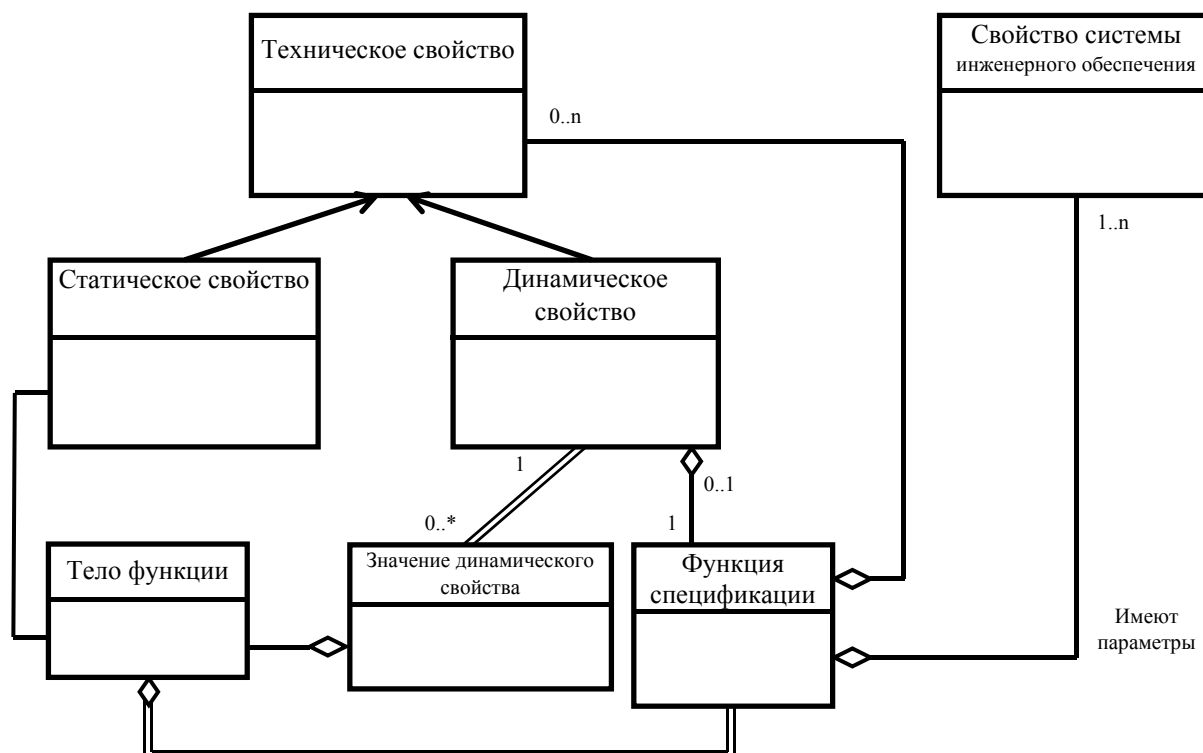 Техническое свойство
Свойство системы
инженерного обеспечения
0..n
1..n
Статическое свойство
Динамическое
свойство
1
0..1
0..*
1
Тело функции
Значение динамического
свойства
Функция
спецификации
Имеют
параметры